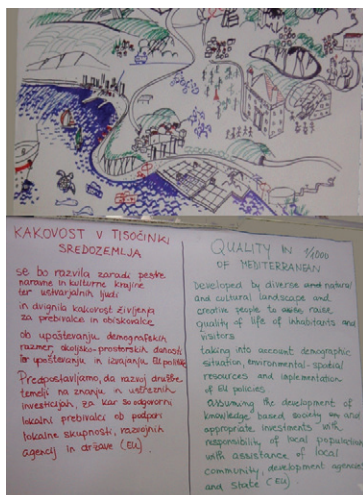 KAKOVOST V TISOČINKI
SREDOZEMJA
se bo razvila zaradi pestre
naravne in kulturne krajine
ter ustvarjalnih ljudi
in dvignila kakovost življenja
za prebivalce in obiskovalce
ob upoštevanju demografskih
razmer, okoljsko-prostorskih danosti
ter upoštevanju in izvajanju EU politik
Predpostavljamo, da razvoj družbe
temelji na znanju in ustreznih
investicijah, za kar so odgovorni
lokalni prebivalci ob podpori
lokalne skupnosti, razvojnih
agencij in države (EU).
QUALITY IN 1/1000
OF MEDITERRANEAN
Developed by diverse and natural
and cultural landscape and
creative people to raise
quality of life of inhabitants and
visitors
taking into account demographic
situation, environmental-spatial
resources and implementation
of EU policies
assuming the development of
knowledge based society and
appropriate investments with
responsibility of local population
with assistance of local
community, development agencies
and state (EU).